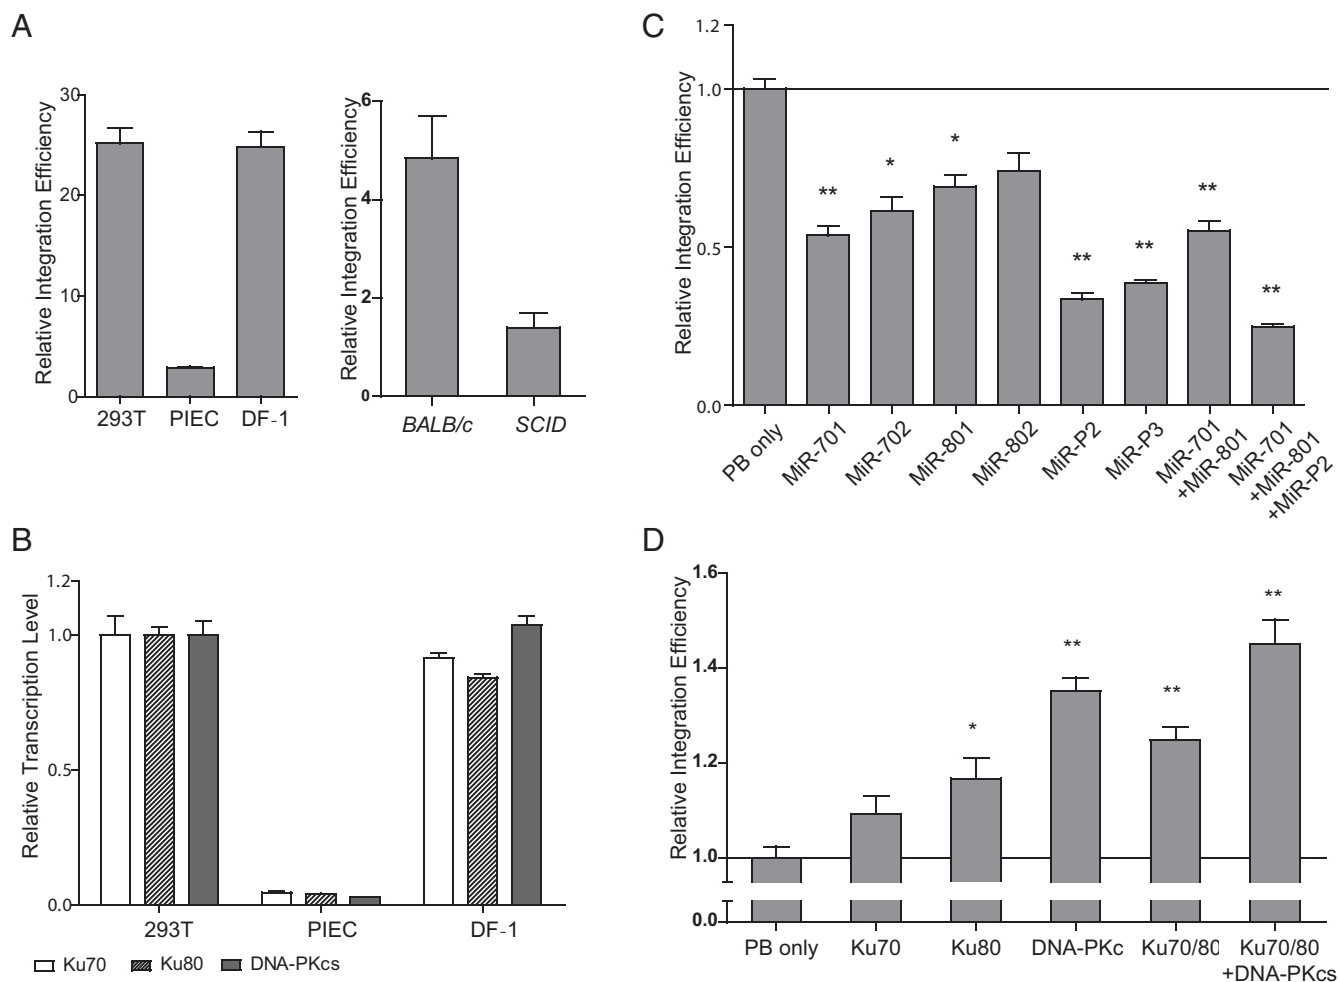 A
Relative Integration Efficiency
30
20
10
0
293T PIEC DF-1
Relative Integration Efficiency
6
4
2
0
BALB/c SCID
B
Relative Transcription Level
1.2
1.0
0.5
0.0
293T PIEC DF-1
Ku70 Ku80 DNA-PKcs
C
Relative Integration Efficiency
1.2
1.0
0.5
0.0
** * * ** ** ** **
PB only
MiR-701
MiR-702
MiR-801
MiR-802
MiR-P2
MiR-P3
MiR-701
+MiR-801
MiR-701
+MiR-801
+MiR-P2
D
Relative Integration Efficiency
1.6
1.4
1.2
1.0
0.0
* ** ** **
PB only Ku70 Ku80 DNA-PKc Ku70/80 Ku70/80
+DNA-PKcs